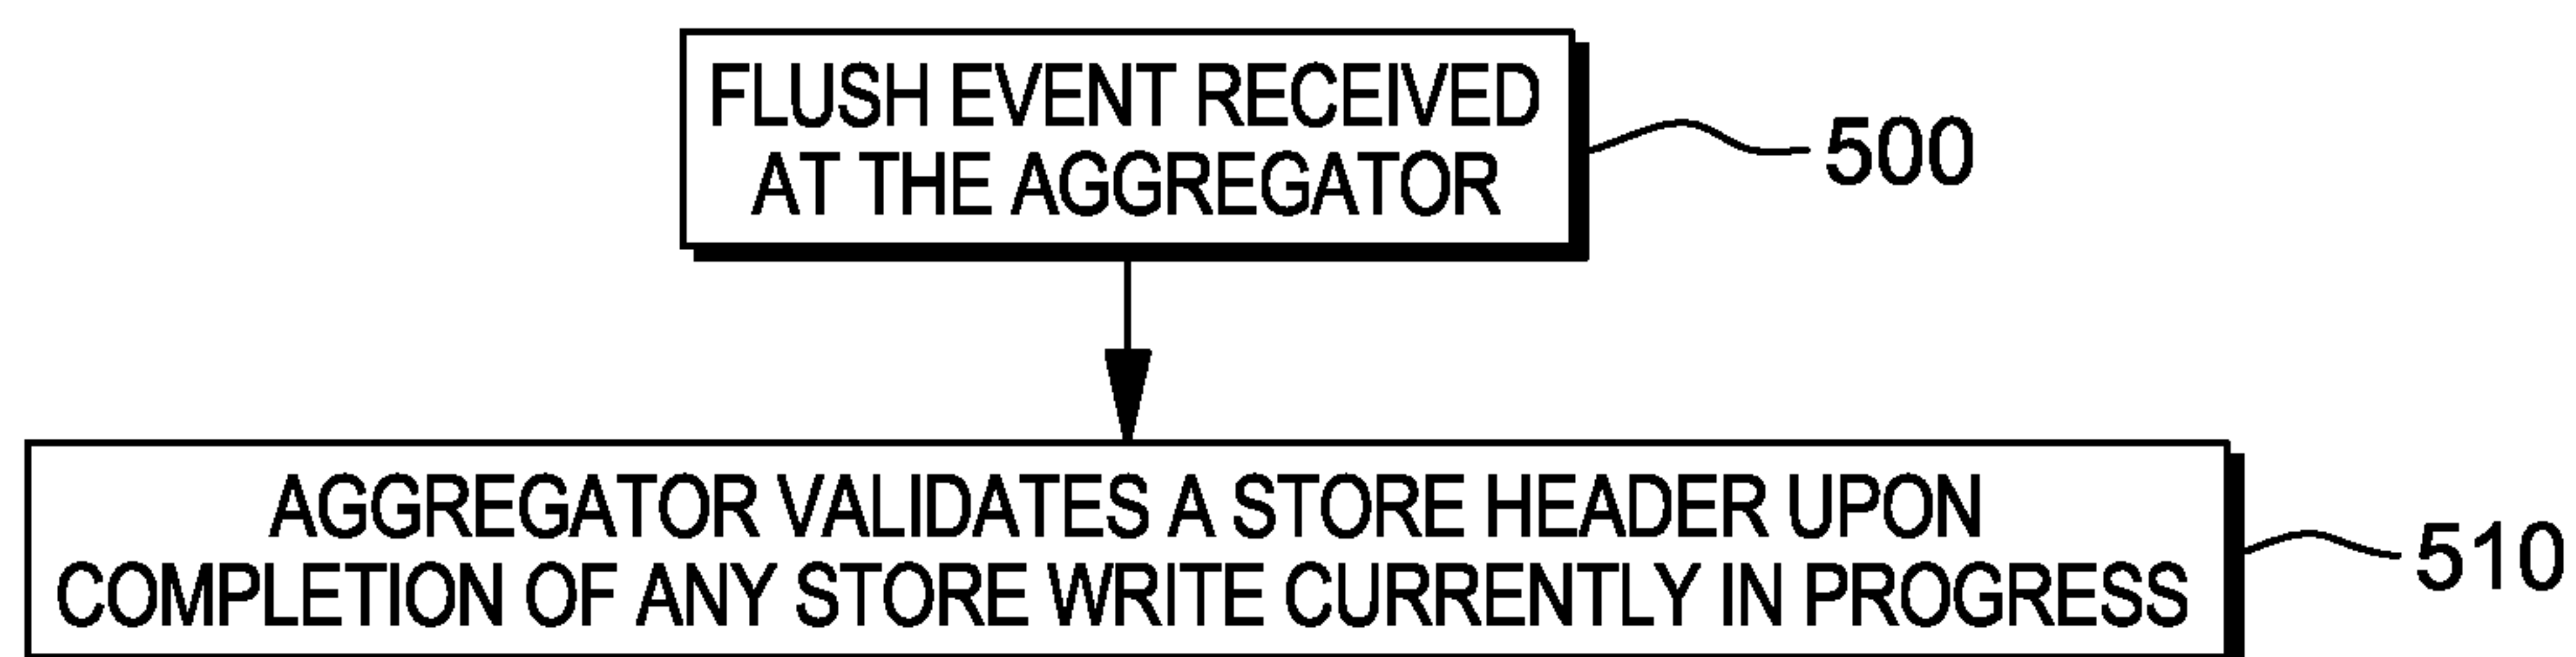 FLUSH EVENT RECEIVED
AT THE AGGREGATOR
500
AGGREGATOR VALIDATES A STORE HEADER UPON
COMPLETION OF ANY STORE WRITE CURRENTLY IN PROGRESS
510